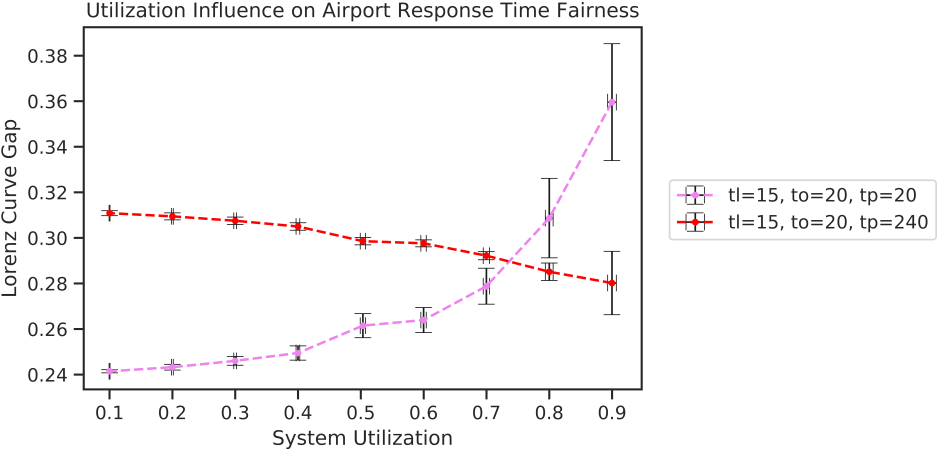 Utilization Influence on Airport Response Time Fairness
Lorenz Curve Gap
0.38
0.36
0.34
0.32
0.30
0.28
0.26
0.24
0.1 0.2 0.3 0.4 0.5 0.6 0.7 0.8 0.9
System Utilization
tl=15, to=20, tp=20
tl=15, to=20, tp=240